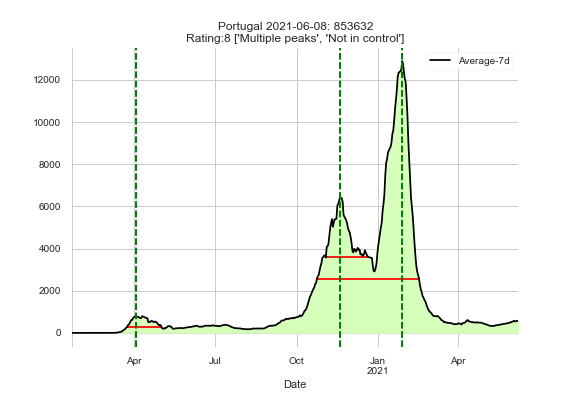 Portugal 2021-06-08: 853632
Rating:8 ['Multiple peaks', 'Not in control']
Average-7d
12000
10000
8000
6000
4000
2000
0
Apr
Jul
Oct
Jan
2021
Apr
Date